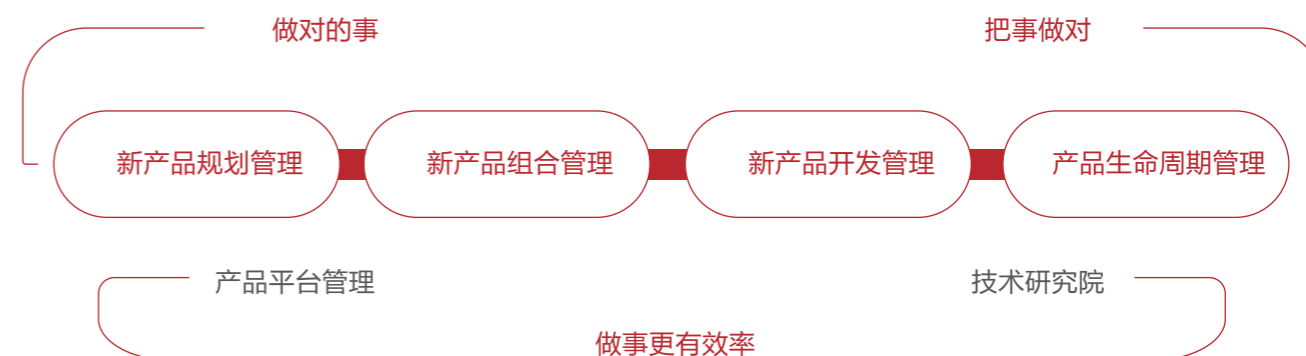 做对的事
把事做对
新产品规划管理
新产品组合管理
新产品开发管理
产品生命周期管理
产品平台管理
技术研究院
做事更有效率